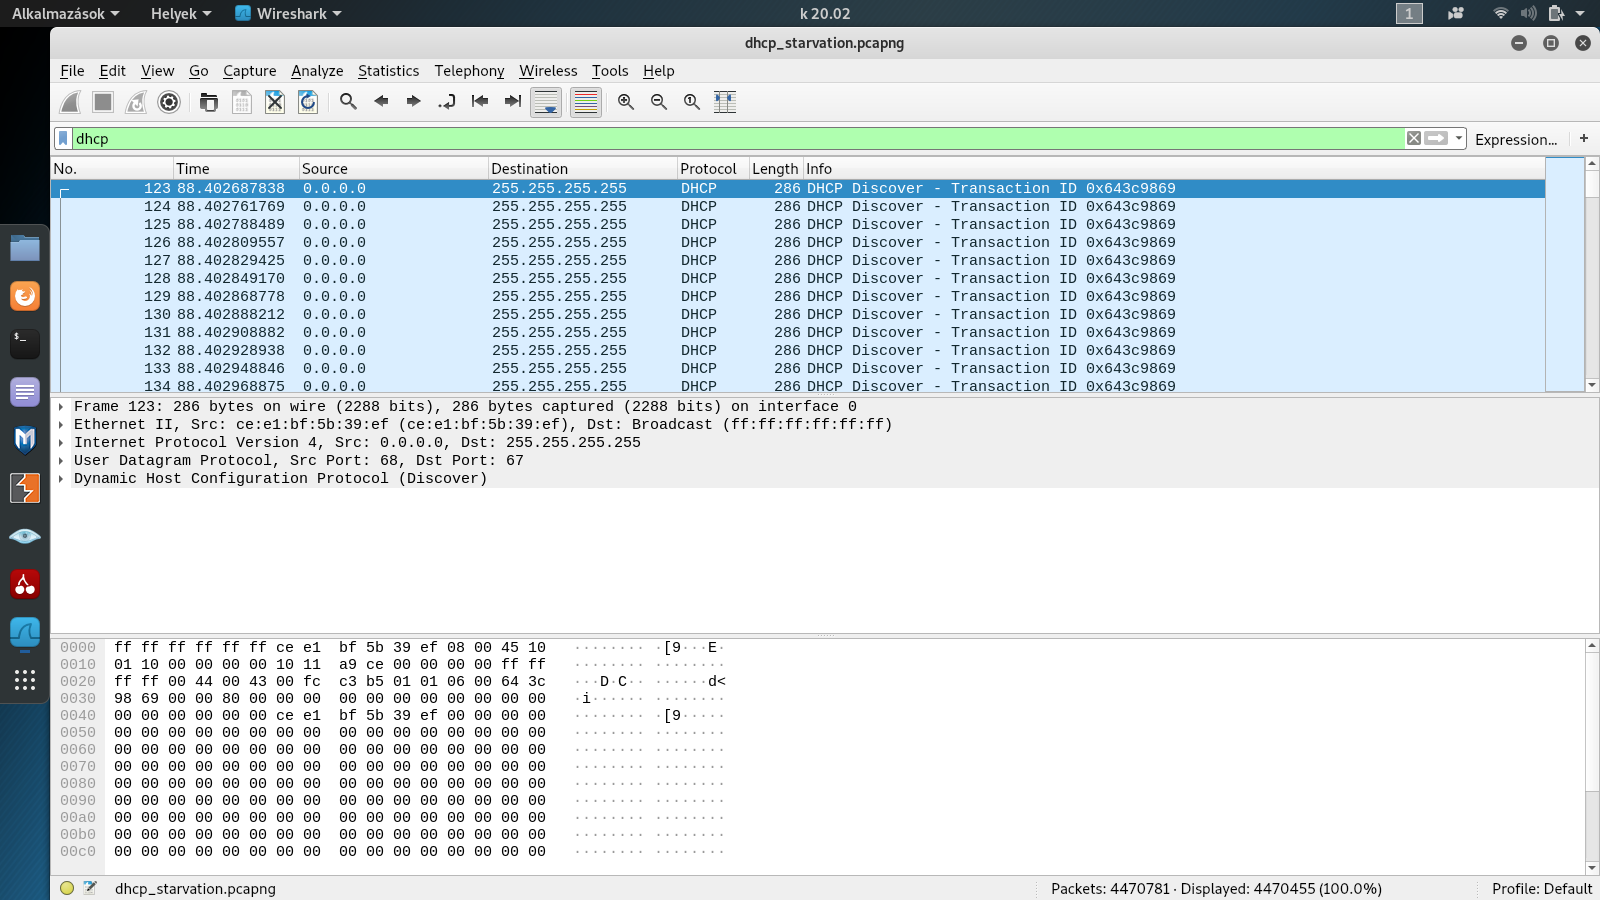 Alkalmazások Helyek Wireshark k 20.02 1
dhcp_starvation.pcapng
File Edit View Go Capture Analyze Statistics Telephony Wireless Tools Help
dhcp Expression... +
No. Time Source Destination Protocol Length Info
123 88.402687838 0.0.0.0 255.255.255.255 DHCP 286 DHCP Discover - Transaction ID 0x643c9869
124 88.402761769 0.0.0.0 255.255.255.255 DHCP 286 DHCP Discover - Transaction ID 0x643c9869
125 88.402788489 0.0.0.0 255.255.255.255 DHCP 286 DHCP Discover - Transaction ID 0x643c9869
126 88.402809557 0.0.0.0 255.255.255.255 DHCP 286 DHCP Discover - Transaction ID 0x643c9869
127 88.402829425 0.0.0.0 255.255.255.255 DHCP 286 DHCP Discover - Transaction ID 0x643c9869
128 88.402849170 0.0.0.0 255.255.255.255 DHCP 286 DHCP Discover - Transaction ID 0x643c9869
129 88.402868778 0.0.0.0 255.255.255.255 DHCP 286 DHCP Discover - Transaction ID 0x643c9869
130 88.402888212 0.0.0.0 255.255.255.255 DHCP 286 DHCP Discover - Transaction ID 0x643c9869
131 88.402908882 0.0.0.0 255.255.255.255 DHCP 286 DHCP Discover - Transaction ID 0x643c9869
132 88.402928938 0.0.0.0 255.255.255.255 DHCP 286 DHCP Discover - Transaction ID 0x643c9869
133 88.402948846 0.0.0.0 255.255.255.255 DHCP 286 DHCP Discover - Transaction ID 0x643c9869
134 88.402968875 0.0.0.0 255.255.255.255 DHCP 286 DHCP Discover - Transaction ID 0x643c9869
Frame 123: 286 bytes on wire (2288 bits), 286 bytes captured (2288 bits) on interface 0
Ethernet II, Src: ce:e1:bf:5b:39:ef (ce:e1:bf:5b:39:ef), Dst: Broadcast (ff:ff:ff:ff:ff:ff)
Internet Protocol Version 4, Src: 0.0.0.0, Dst: 255.255.255.255
User Datagram Protocol, Src Port: 68, Dst Port: 67
Dynamic Host Configuration Protocol (Discover)
0000 ff ff ff ff ff ff ce e1 bf 5b 39 ef 08 00 45 10 ········ ·[9···E·
0010 01 10 00 00 00 00 10 11 a9 ce 00 00 00 00 ff ff ········ ········
0020 ff ff 00 44 00 43 00 fc c3 b5 01 01 06 00 64 3c ···D·C·· ······d<
0030 98 69 00 00 80 00 00 00 00 00 00 00 00 00 00 00 ·i······ ········
0040 00 00 00 00 00 00 ce e1 bf 5b 39 ef 00 00 00 00 ········ ·[9·····
0050 00 00 00 00 00 00 00 00 00 00 00 00 00 00 00 00 ········ ········
0060 00 00 00 00 00 00 00 00 00 00 00 00 00 00 00 00 ········ ········
0070 00 00 00 00 00 00 00 00 00 00 00 00 00 00 00 00 ········ ········
0080 00 00 00 00 00 00 00 00 00 00 00 00 00 00 00 00 ········ ········
0090 00 00 00 00 00 00 00 00 00 00 00 00 00 00 00 00 ········ ········
00a0 00 00 00 00 00 00 00 00 00 00 00 00 00 00 00 00 ········ ········
00b0 00 00 00 00 00 00 00 00 00 00 00 00 00 00 00 00 ········ ········
00c0 00 00 00 00 00 00 00 00 00 00 00 00 00 00 00 00 ········ ········
dhcp_starvation.pcapng Packets: 4470781 · Displayed: 4470455 (100.0%) Profile: Default